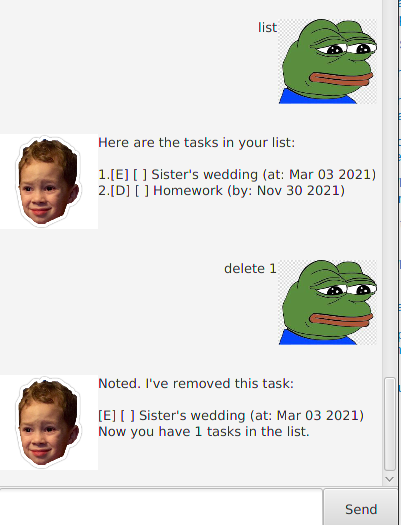 list
Here are the tasks in your list:
1.[E] [ ] Sister's wedding (at: Mar 03 2021)
2.[D] [ ] Homework (by: Nov 30 2021)
delete 1
Noted. I've removed this task:
[E] [ ] Sister's wedding (at: Mar 03 2021)
Now you have 1 tasks in the list.
Send